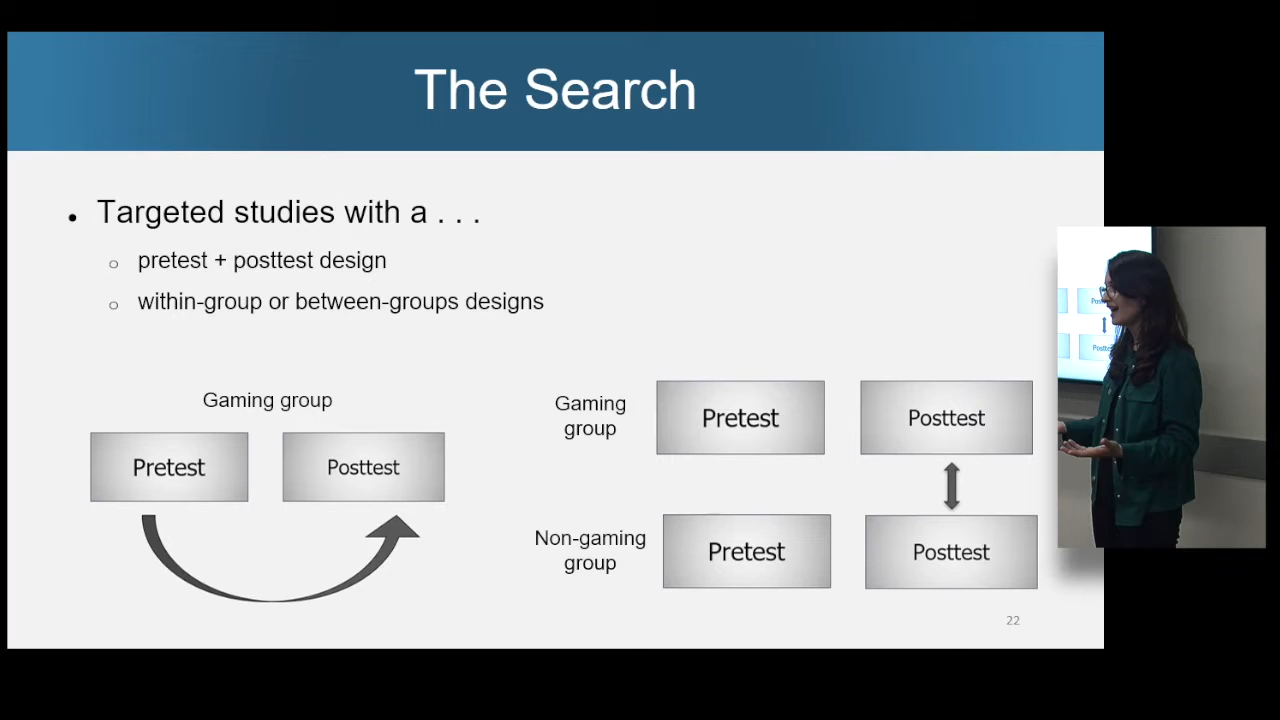 The Search
• Targeted studies with a . . .
○ pretest + posttest design
○ within-group or between-groups designs
Gaming group
Pretest
Posttest
Gaming
group
Pretest
Posttest
Non-gaming
group
Pretest
Posttest
22